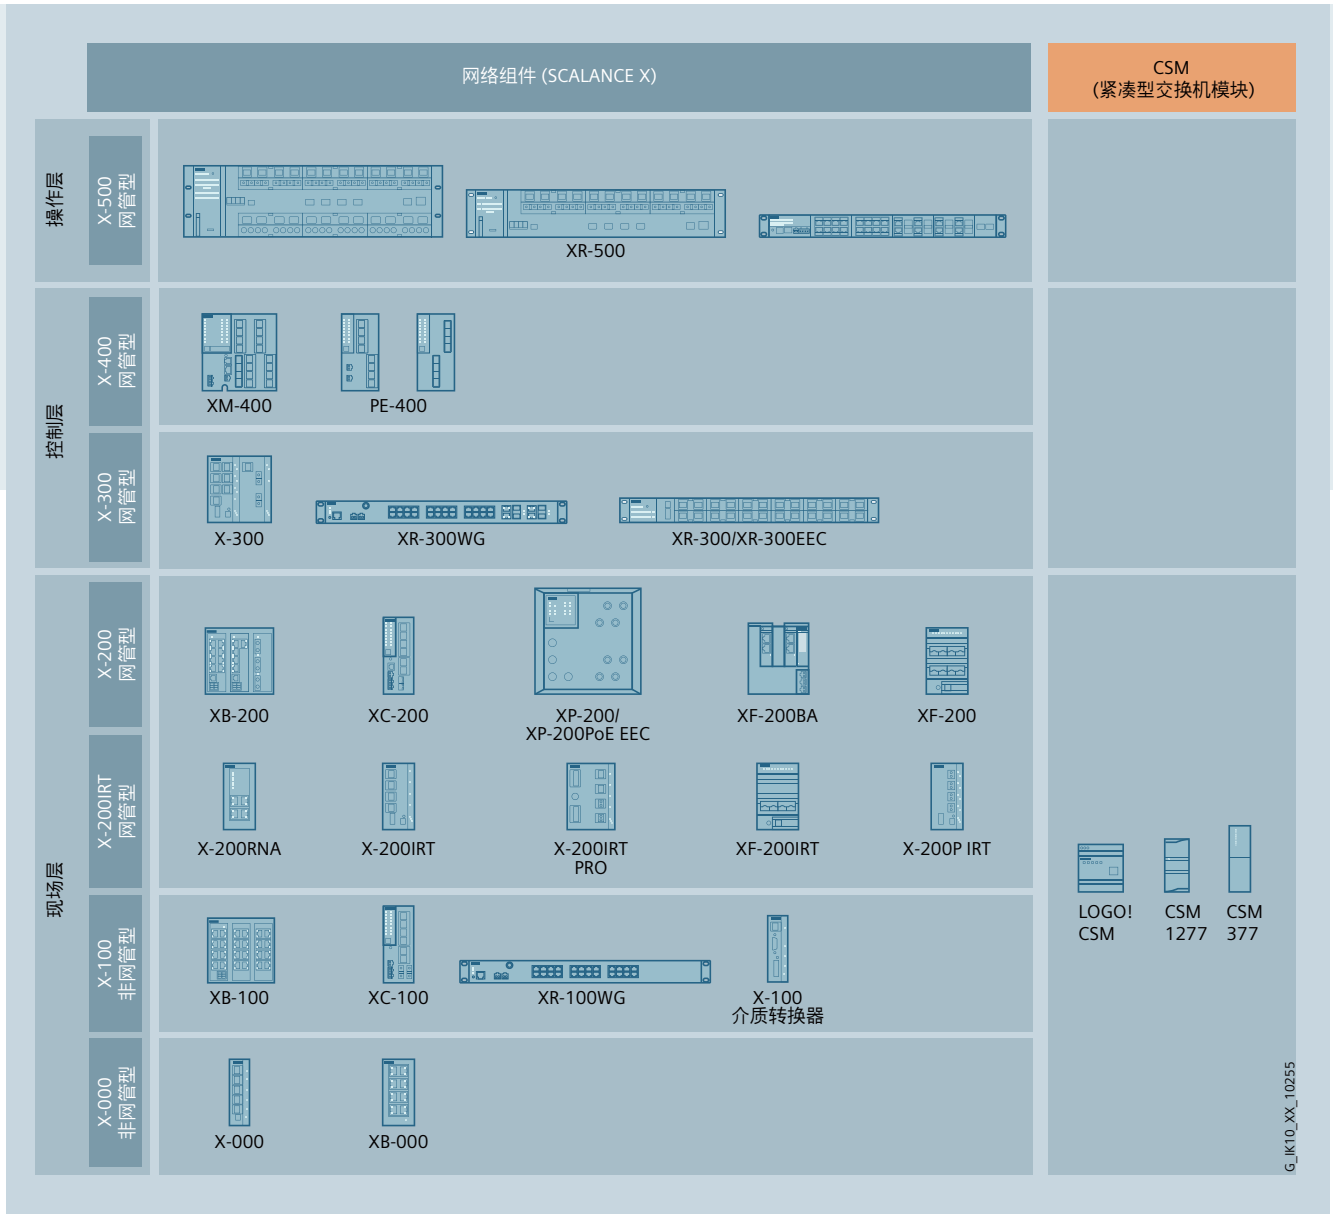 网络组件 (SCALANCE X)
CSM
(紧凑型交换机模块)
操作层
X-500
网管型
XR-500
控制层
X-400
网管型
XM-400
PE-400
X-300
网管型
X-300
XR-300WG
XR-300/XR-300EEC
现场层
X-200
网管型
XB-200
XC-200
XP-200/
XP-200PoE EEC
XF-200BA
XF-200
X-200IRT
网管型
X-200RNA
X-200IRT
X-200IRT
PRO
XF-200IRT
X-200P IRT
X-100
非网管型
XB-100
XC-100
XR-100WG
X-100
介质转换器
X-000
非网管型
X-000
XB-000
LOGO!
CSM
CSM
1277
CSM
377
G_IK10_XX_10255